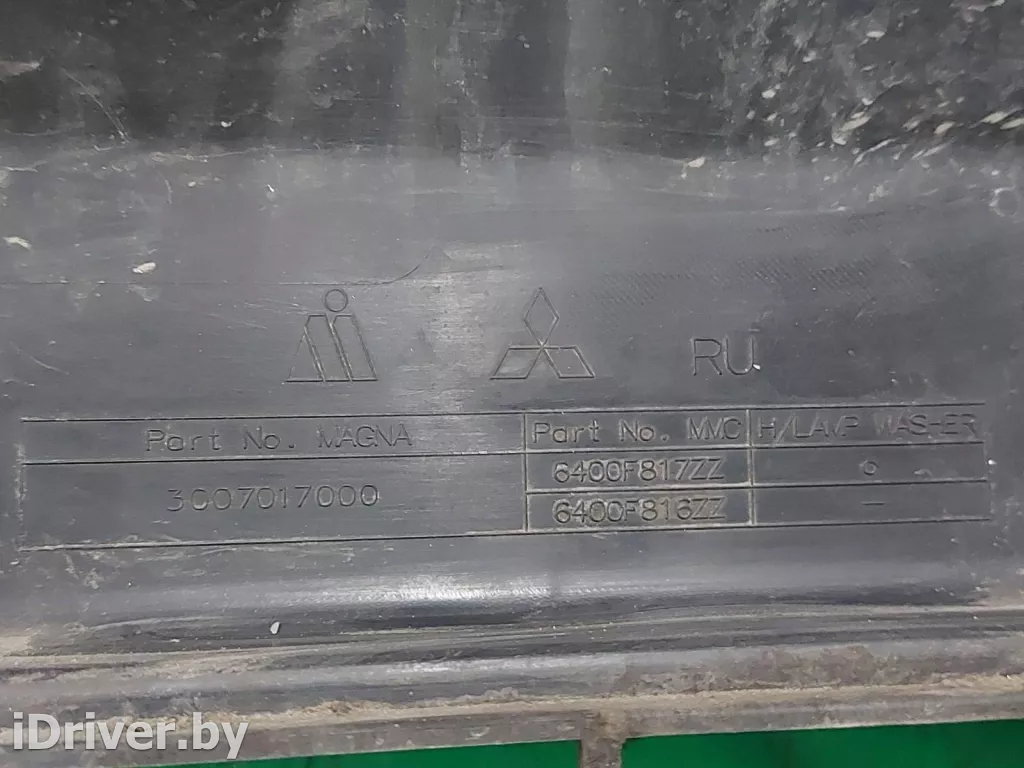 RU
Part No. MAGNA Part No. MMC H/LAMP WASHER
3007017000
6400F817ZZ o
6400F816ZZ —
iDriver.by